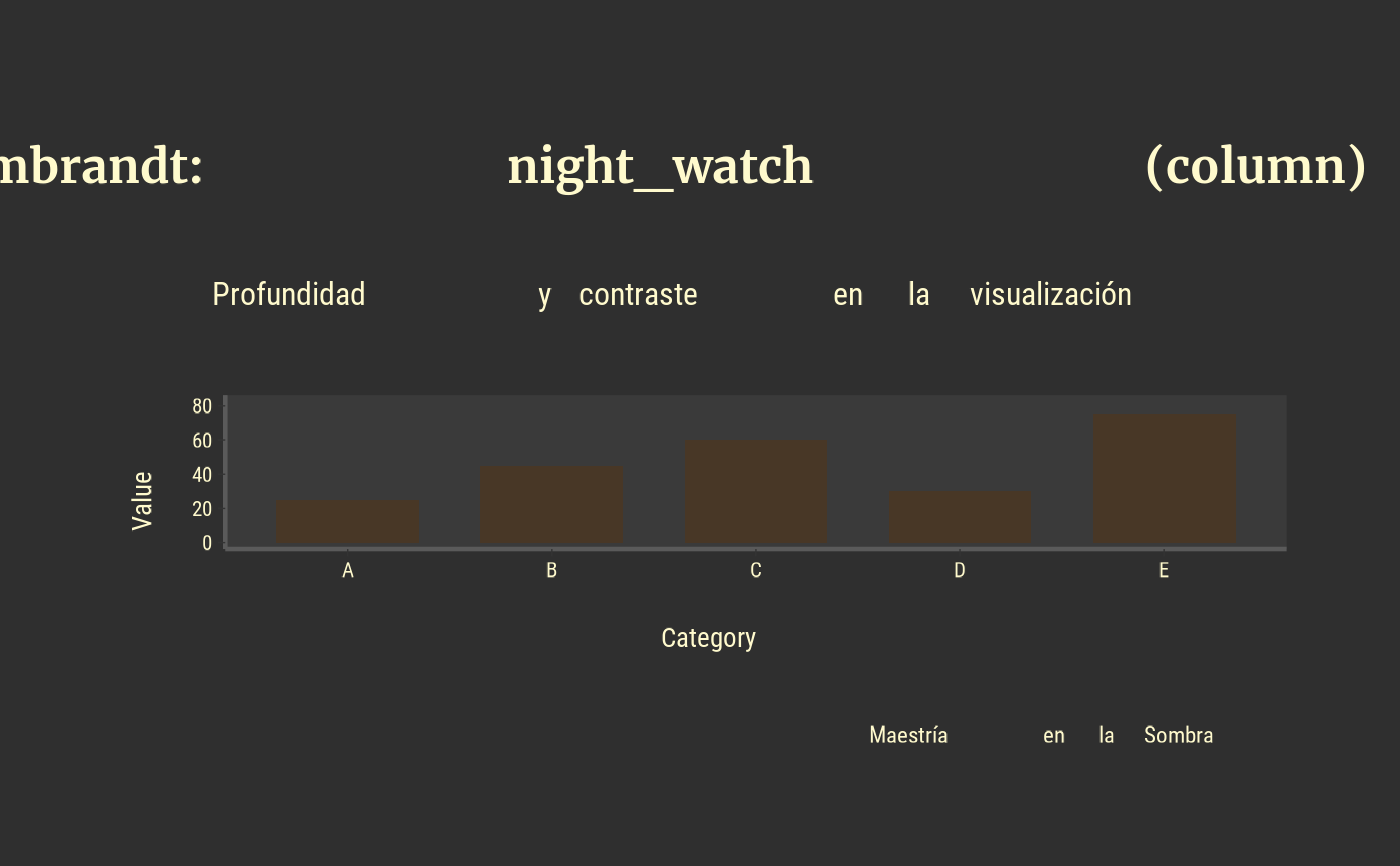 mbrandt: night_watch (column)
Profundidad y contraste en la visualización
80
60
40
20
0
Value
A B C D E
Category
Maestría en la Sombra